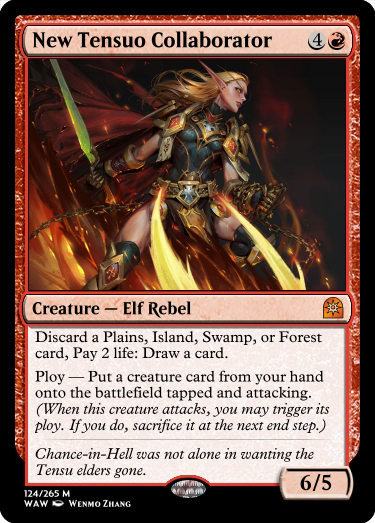 New Tensuo Collaborator 4
Creature — Elf Rebel
Discard a Plains, Island, Swamp, or Forest
card, Pay 2 life: Draw a card.
Ploy — Put a creature card from your hand
onto the battlefield tapped and attacking.
(When this creature attacks, you may trigger its
ploy. If you do, sacrifice it at the next end step.)
Chance-in-Hell was not alone in wanting the
Tensu elders gone.
6/5
124/265 M
WAW Wenmo Zhang